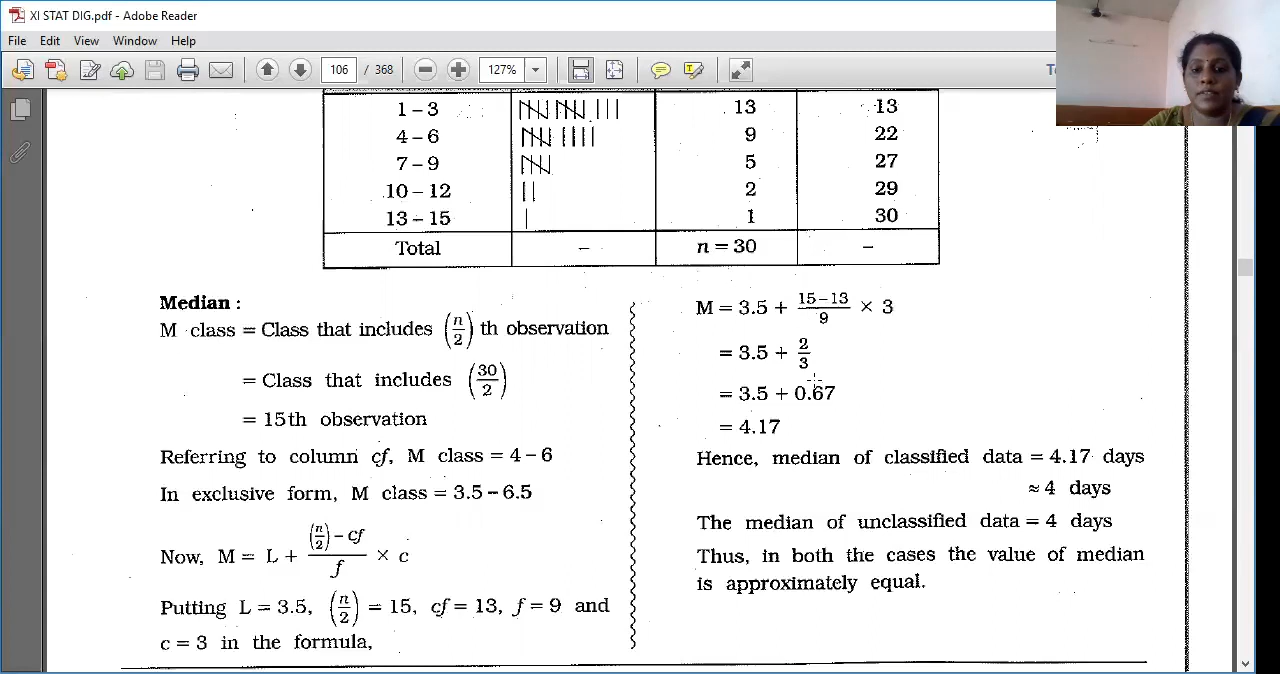 XI STAT DIG.pdf - Adobe Reader
File Edit View Window Help
106 / 368 127%
1 – 3 13 13
4 – 6 9 22
7 – 9 5 27
10 – 12 2 29
13 – 15 1 30
Total – n = 30 –
Median :
M class = Class that includes (n/2) th observation
= Class that includes (30/2)
= 15th observation
Referring to column cf, M class = 4 – 6
In exclusive form, M class = 3.5 – 6.5
Now, M = L + ((n/2) – cf)/f × c
Putting L = 3.5, (n/2) = 15, cf = 13, f = 9 and
c = 3 in the formula,
M = 3.5 + (15–13)/9 × 3
= 3.5 + 2/3
= 3.5 + 0.67
= 4.17
Hence, median of classified data = 4.17 days
≈ 4 days
The median of unclassified data = 4 days
Thus, in both the cases the value of median
is approximately equal.